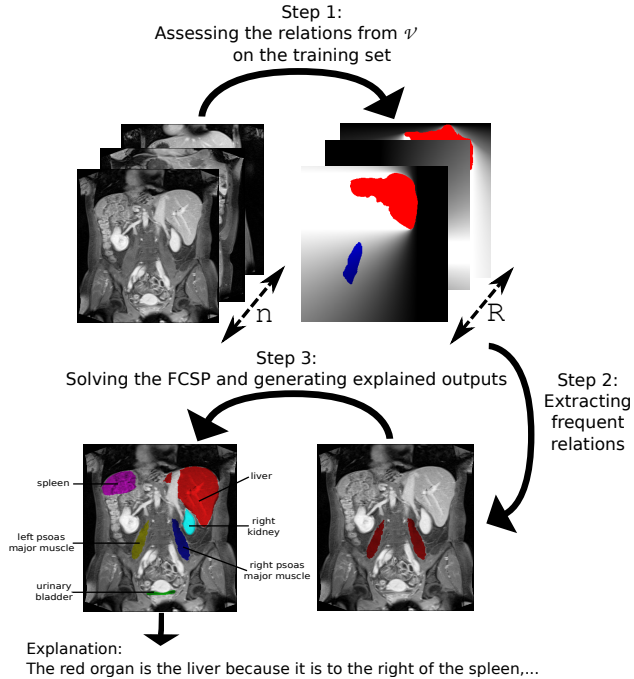 Step 1:
Assessing the relations from 𝒱
on the training set
n
R
Step 3:
Solving the FCSP and generating explained outputs
Step 2:
Extracting
frequent
relations
spleen
liver
right
kidney
left psoas
major muscle
right psoas
major muscle
urinary
bladder
Explanation:
The red organ is the liver because it is to the right of the spleen,...